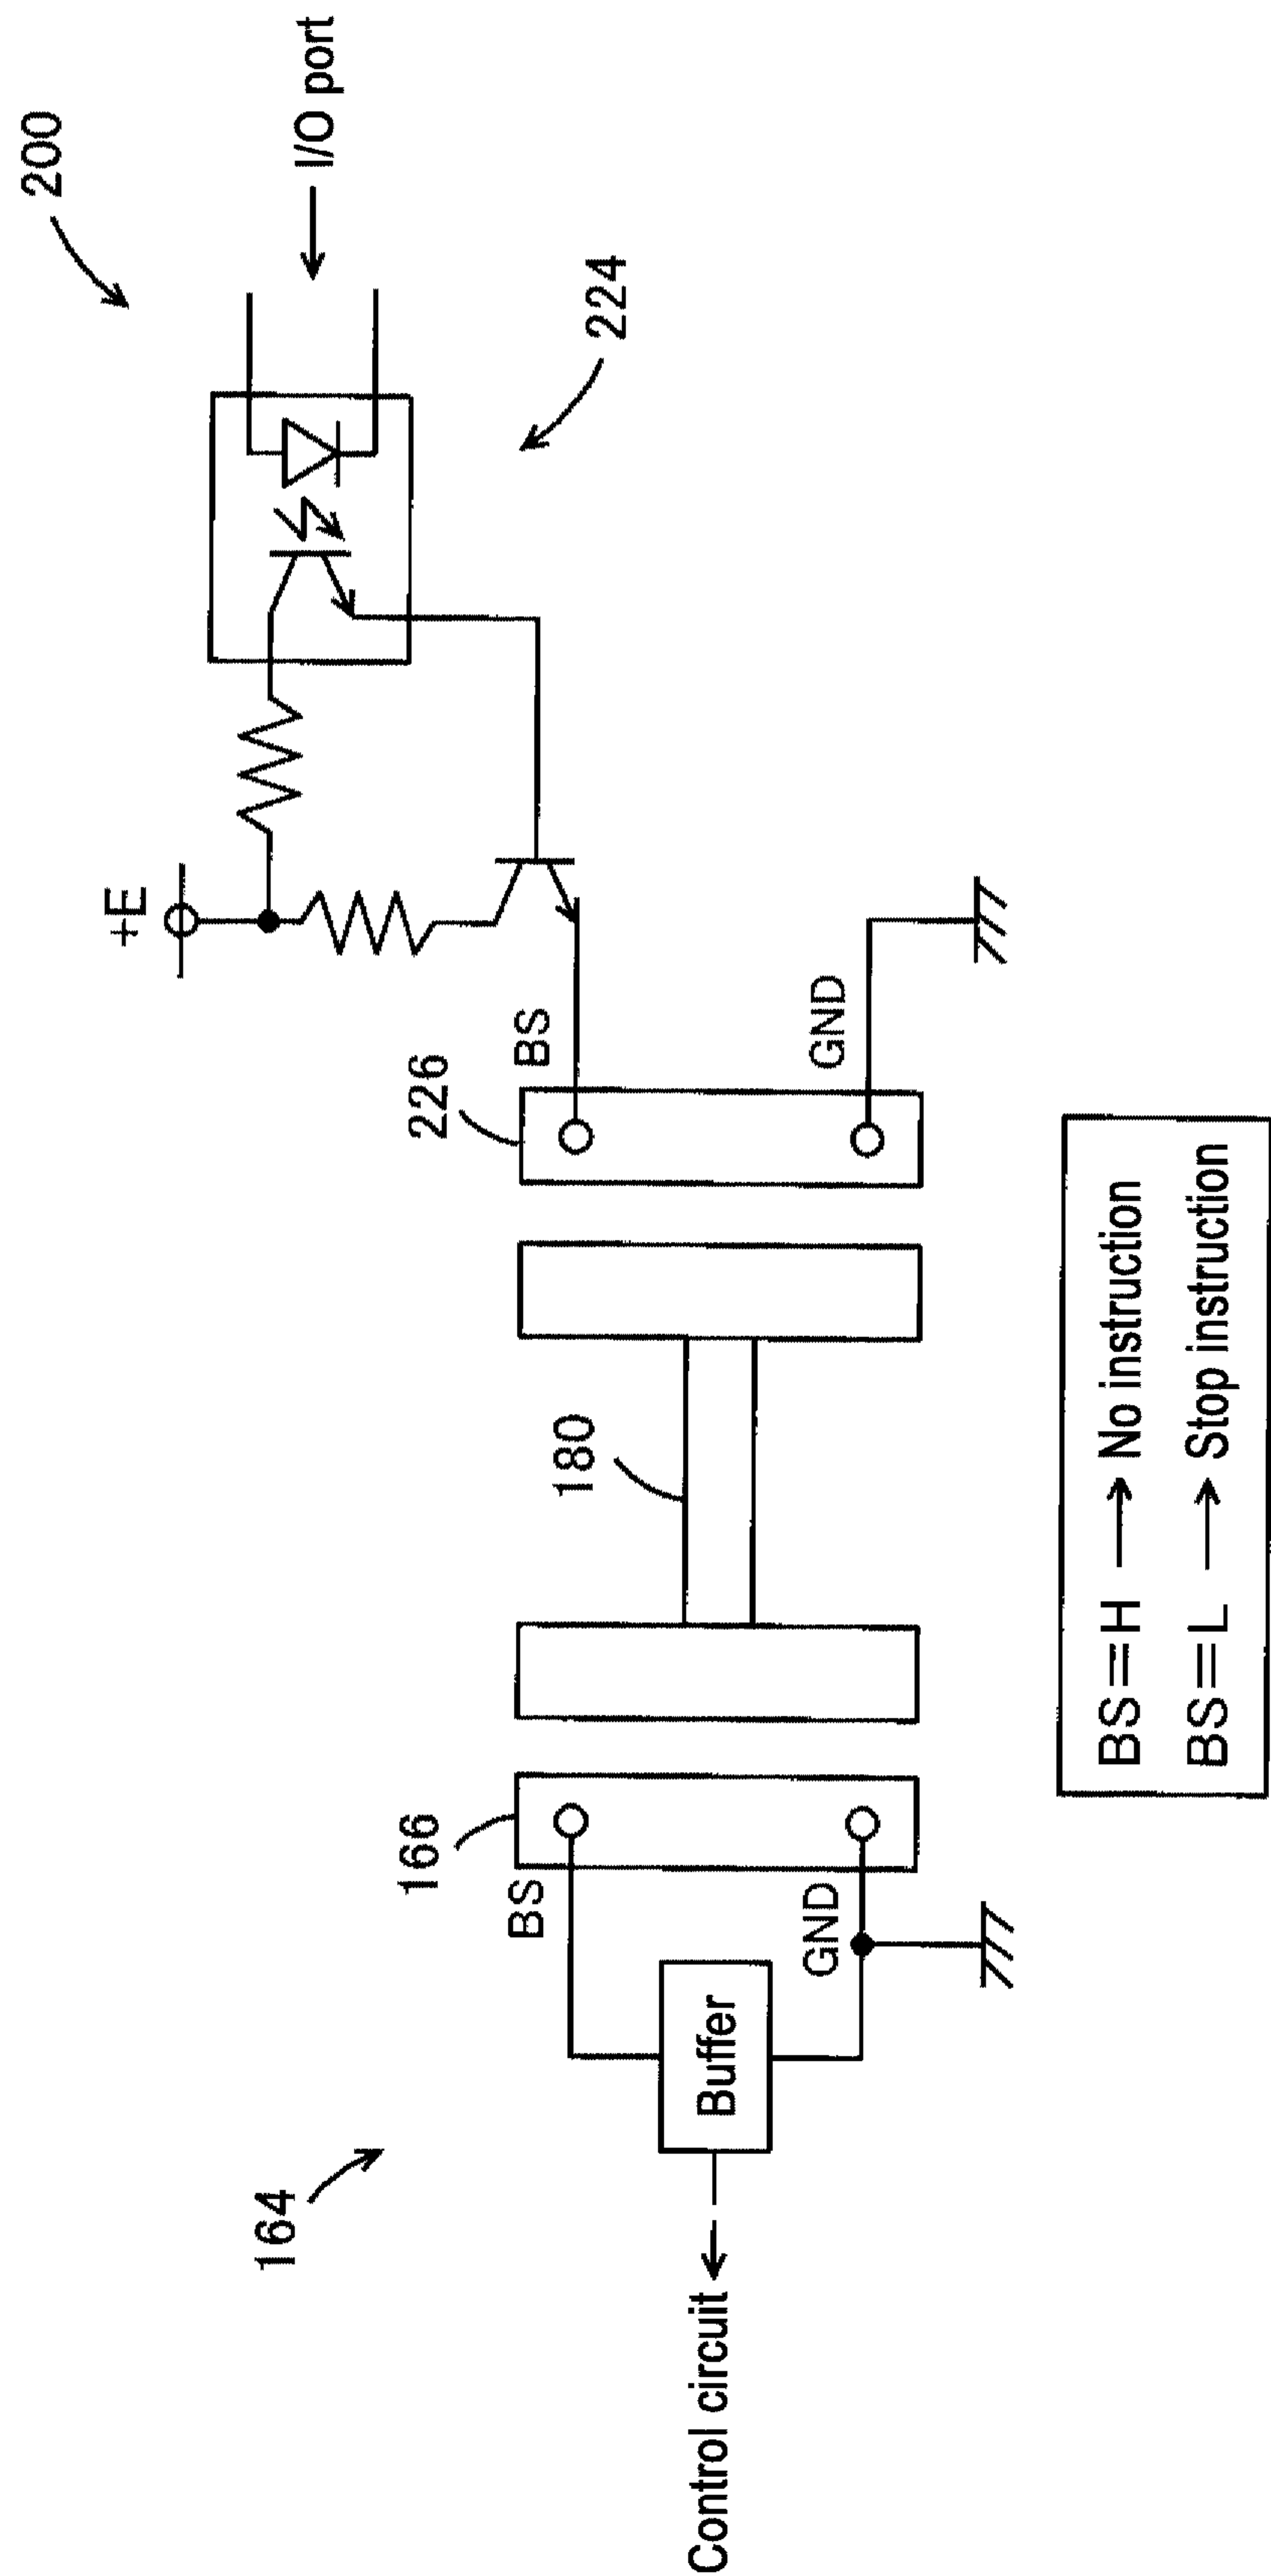 200
I/O port
224
+E
226
BS
GND
180
166
BS
GND
164
Buffer
Control circuit
BS=H → No instruction
BS=L → Stop instruction